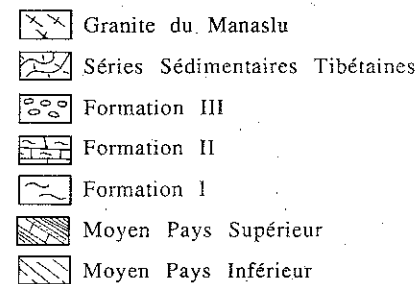 Granite du Manaslu
Séries Sédimentaires Tibétaines
Formation III
Formation II
Formation I
Moyen Pays Supérieur
Moyen Pays Inférieur